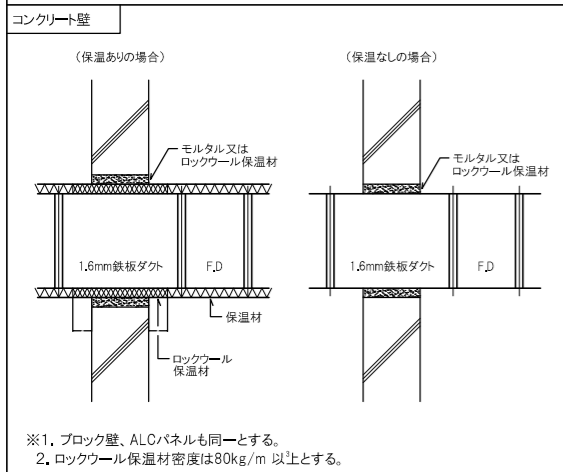 コンクリート壁
(保温ありの場合)
(保温なしの場合)
モルタル又は
ロックウール保温材
モルタル又は
ロックウール保温材
1.6mm鉄板ダクト
F.D
1.6mm鉄板ダクト
F.D
保温材
ロックウール
保温材
※1. ブロック壁、ALCパネルも同一とする。
2. ロックウール保温材密度は80kg/m 以³上とする。